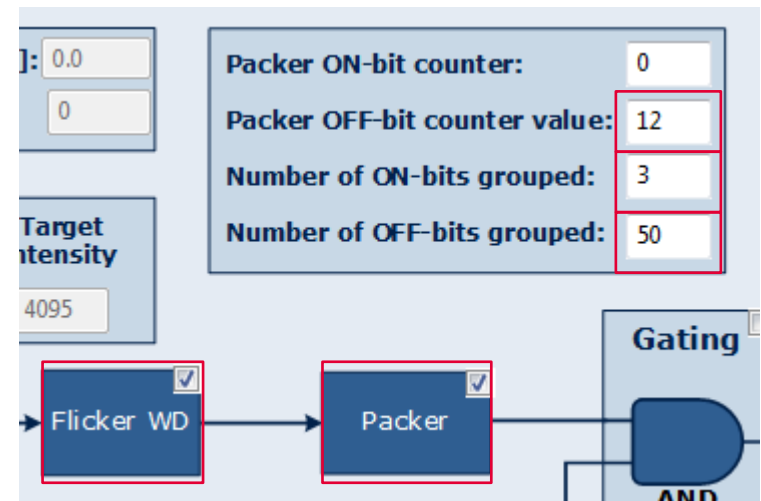 ]: 0.0
0
Packer ON-bit counter: 0
Packer OFF-bit counter value: 12
Number of ON-bits grouped: 3
Number of OFF-bits grouped: 50
Target
ntensity
4095
Gating
Flicker WD
Packer
AND